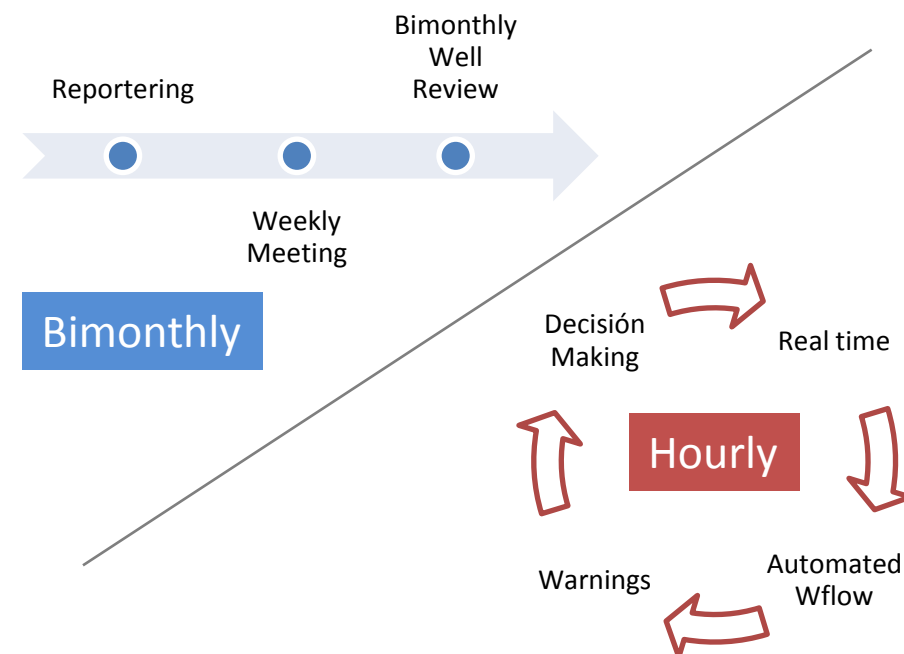 Bimonthly
Well
Review
Reportering
Weekly
Meeting
Bimonthly
Decisión
Making
Real time
Hourly
Warnings
Automated
Wflow